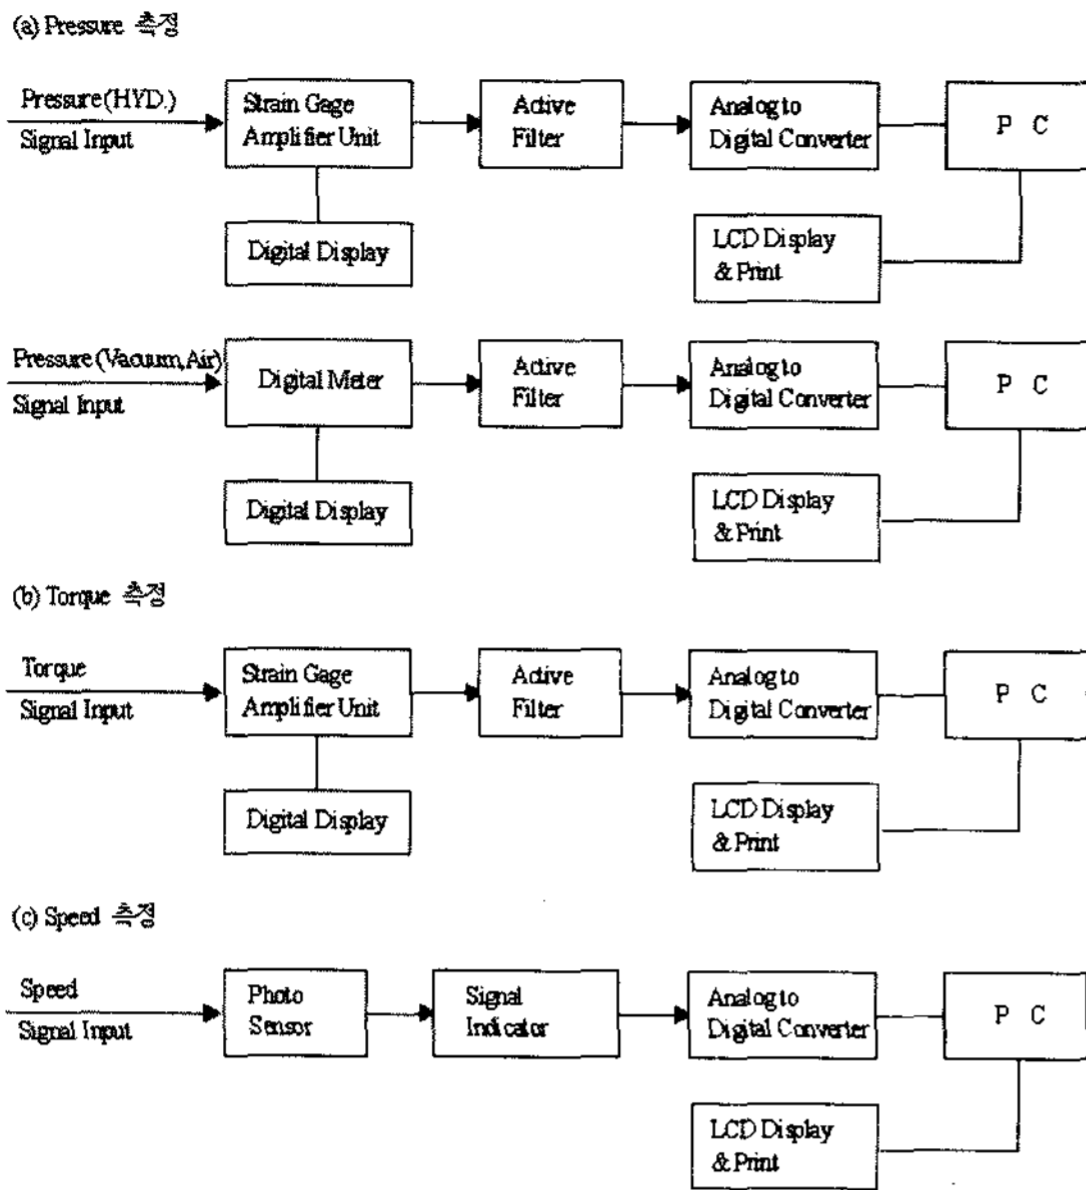 (a) Pressure 측정
Pressure(HYD.)
Signal Input
Strain Gage
Amplifier Unit
Active
Filter
Analog to
Digital Converter
P C
Digital Display
LCD Display
& Print
Pressure(Vacuum,Air)
Signal Input
Digital Meter
Active
Filter
Analog to
Digital Converter
P C
Digital Display
LCD Display
& Print
(b) Torque 측정
Torque
Signal Input
Strain Gage
Amplifier Unit
Active
Filter
Analog to
Digital Converter
P C
Digital Display
LCD Display
& Print
(c) Speed 측정
Speed
Signal Input
Photo
Sensor
Signal
Indicator
Analog to
Digital Converter
P C
LCD Display
& Print